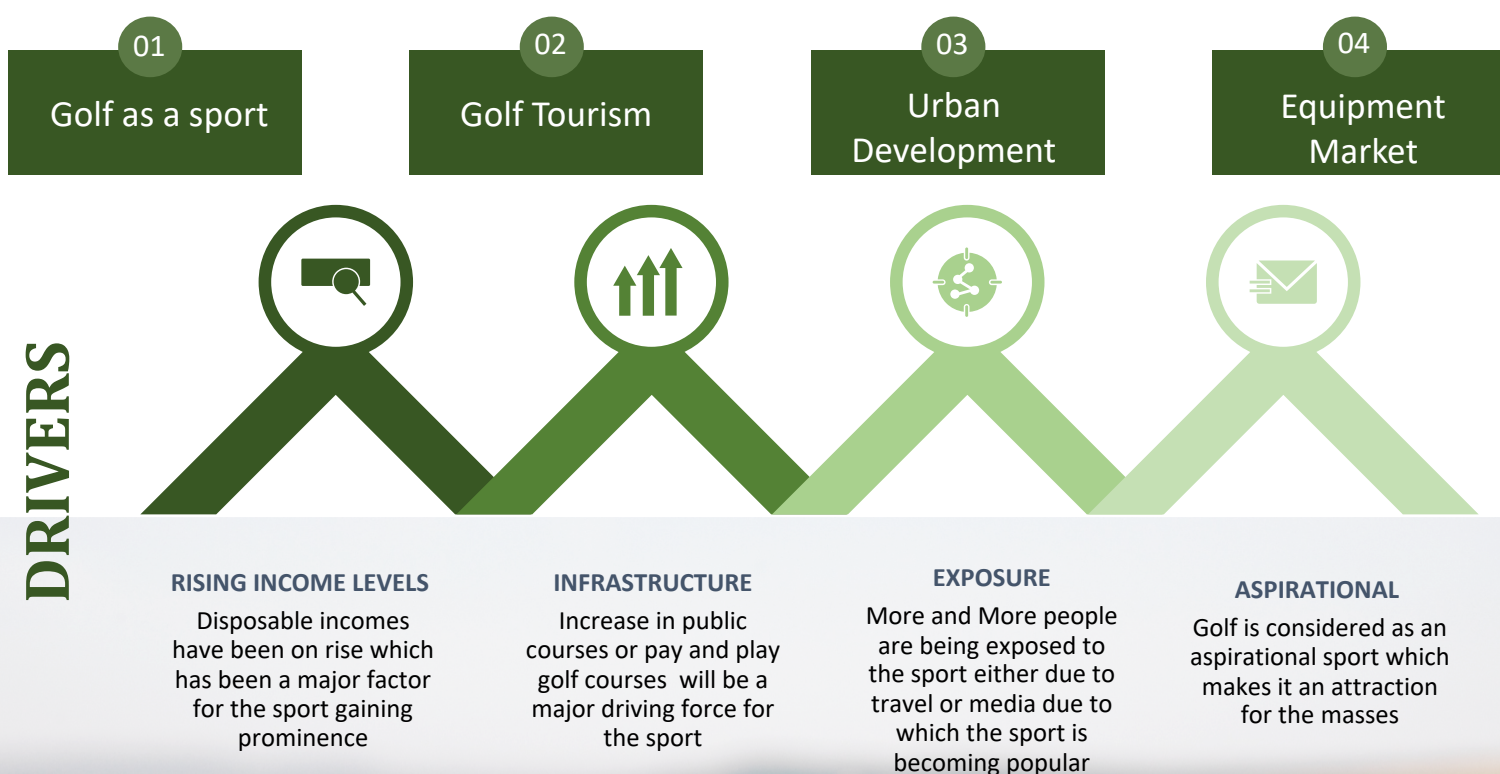 01
Golf as a sport
02
Golf Tourism
03
Urban
Development
04
Equipment
Market
DRIVERS
RISING INCOME LEVELS
Disposable incomes
have been on rise which
has been a major factor
for the sport gaining
prominence
INFRASTRUCTURE
Increase in public
courses or pay and play
golf courses will be a
major driving force for
the sport
EXPOSURE
More and More people
are being exposed to
the sport either due to
travel or media due to
which the sport is
becoming popular
ASPIRATIONAL
Golf is considered as an
aspirational sport which
makes it an attraction
for the masses